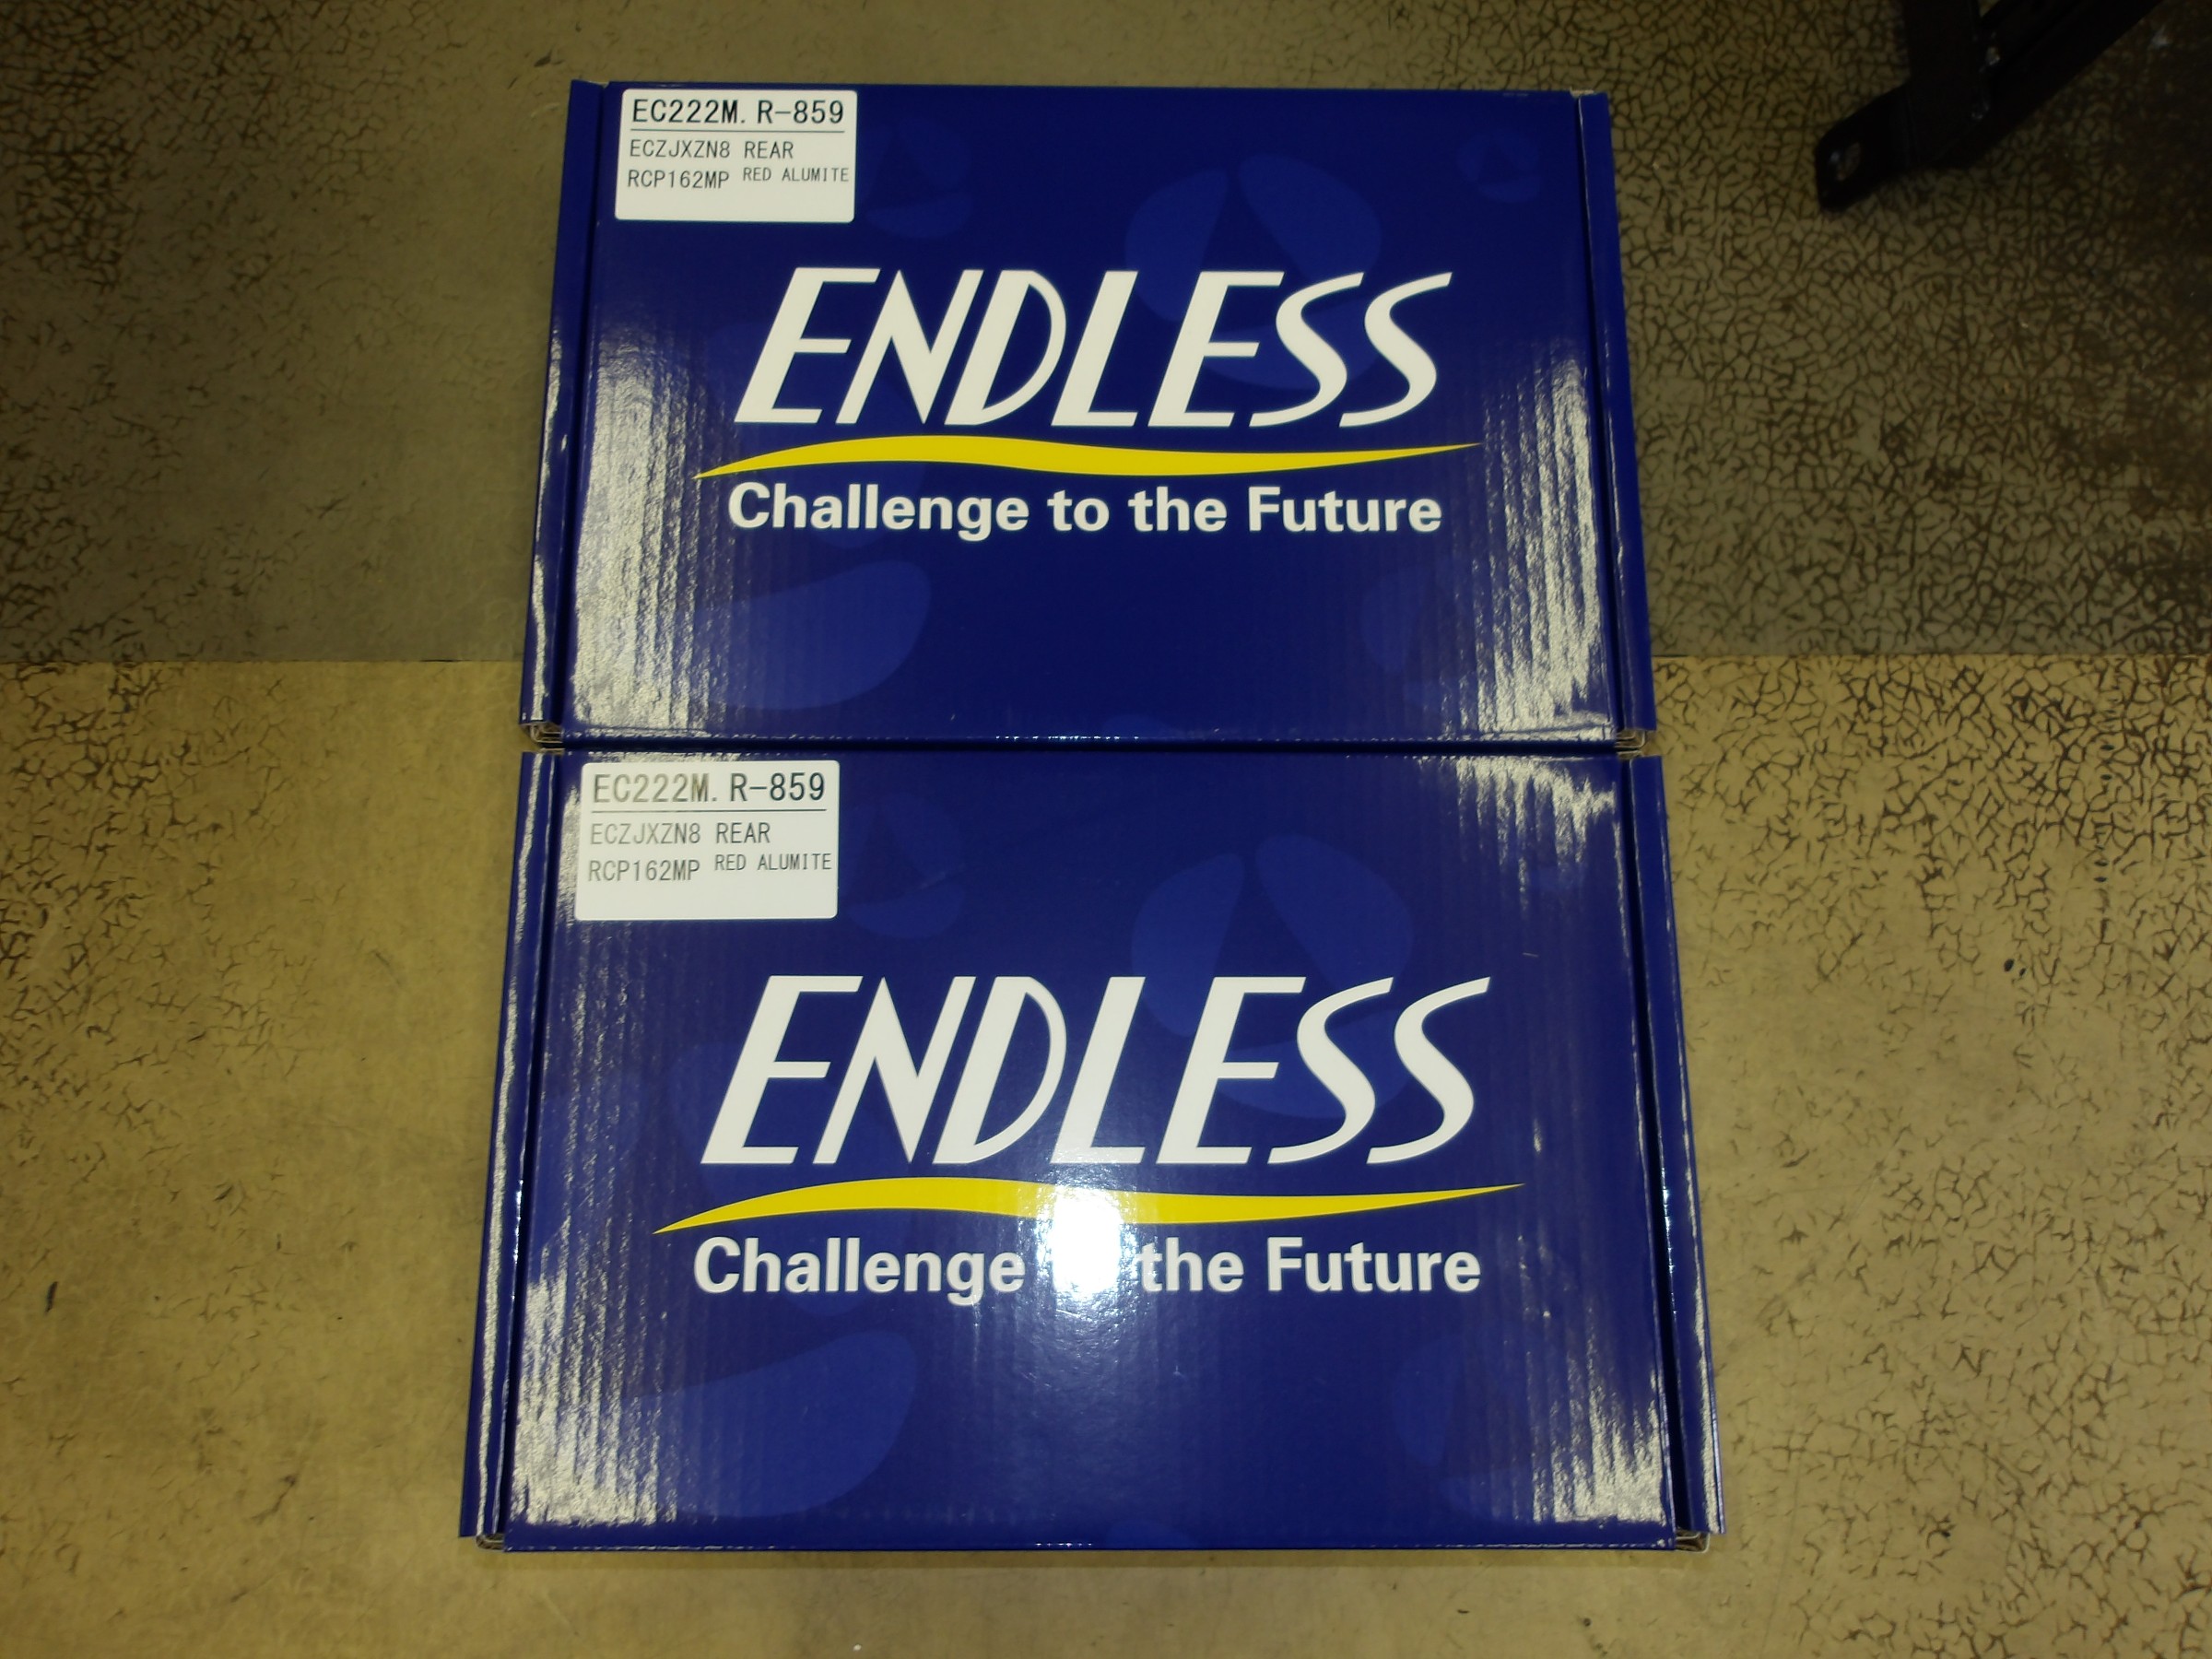 EC222M. R-859
ECZJXZN8 REAR
RCP162MP RED ALUMITE
ENDLESS
Challenge to the Future
EC222M. R-859
ECZJXZN8 REAR
RCP162MP RED ALUMITE
ENDLESS
Challenge the Future